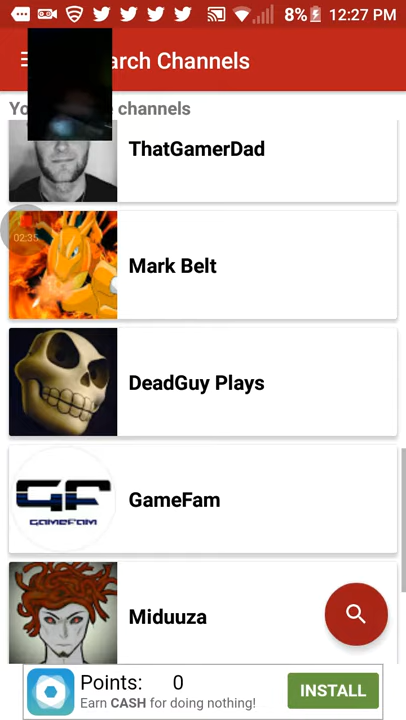 8% 12:27 PM
arch Channels
Yo channels
ThatGamerDad
02:35
Mark Belt
DeadGuy Plays
GF
GAMEFAM
GameFam
Miduuza
Points: 0
Earn CASH for doing nothing!
INSTALL